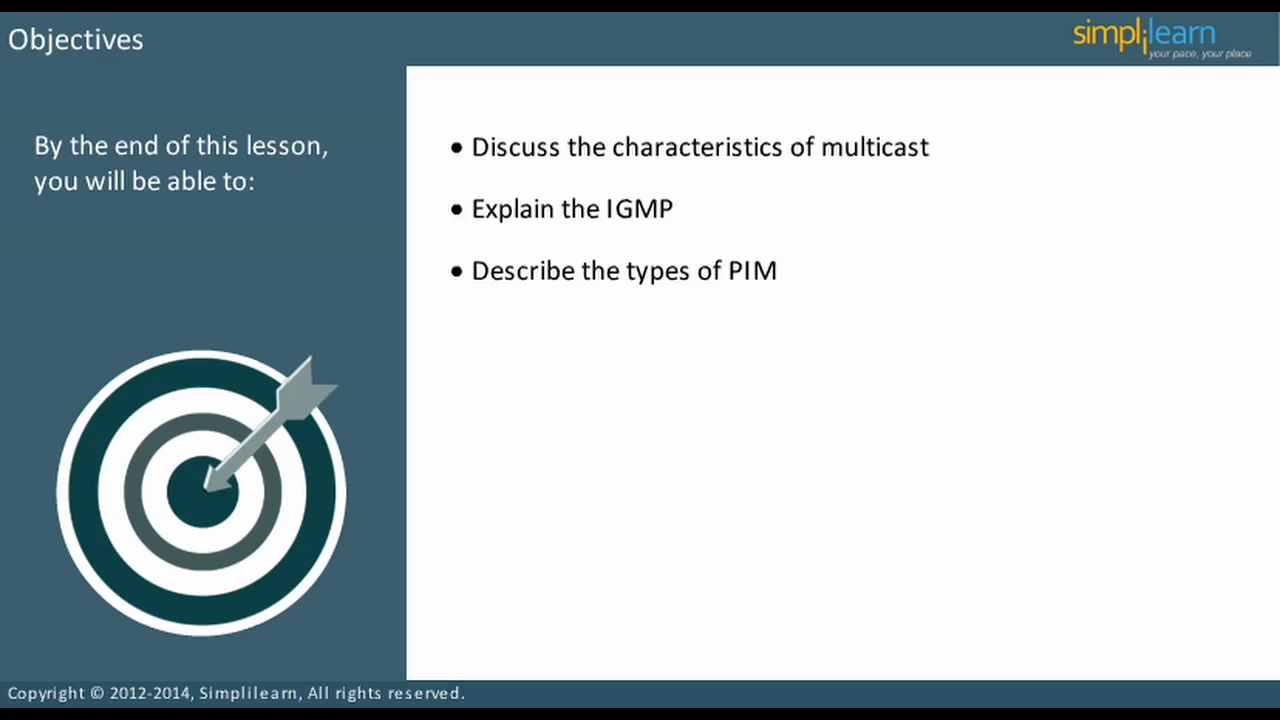 Objectives
simplilearn
your pace, your place
By the end of this lesson,
you will be able to:
• Discuss the characteristics of multicast
• Explain the IGMP
• Describe the types of PIM
Copyright © 2012-2014, Simplilearn, All rights reserved.